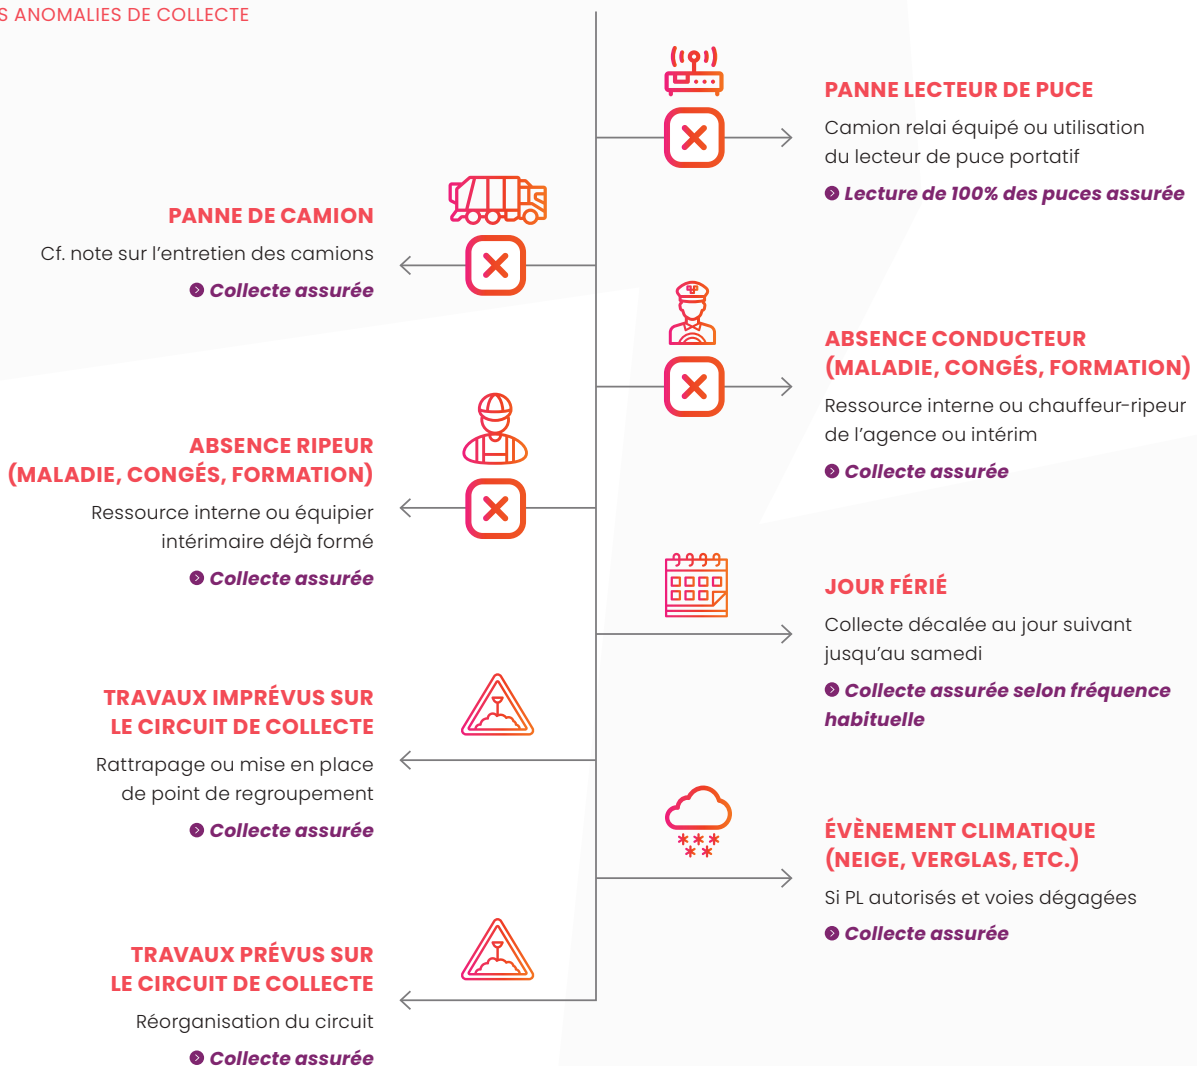 S ANOMALIES DE COLLECTE
PANNE LECTEUR DE PUCE
Camion relai équipé ou utilisation
du lecteur de puce portatif
Lecture de 100% des puces assurée
PANNE DE CAMION
Cf. note sur l’entretien des camions
Collecte assurée
ABSENCE CONDUCTEUR
(MALADIE, CONGÉS, FORMATION)
Ressource interne ou chauffeur-ripeur
de l’agence ou intérim
Collecte assurée
ABSENCE RIPEUR
(MALADIE, CONGÉS, FORMATION)
Ressource interne ou équipier
intérimaire déjà formé
Collecte assurée
JOUR FÉRIÉ
Collecte décalée au jour suivant
jusqu’au samedi
Collecte assurée selon fréquence
habituelle
TRAVAUX IMPRÉVUS SUR
LE CIRCUIT DE COLLECTE
Rattrapage ou mise en place
de point de regroupement
Collecte assurée
ÉVÈNEMENT CLIMATIQUE
(NEIGE, VERGLAS, ETC.)
Si PL autorisés et voies dégagées
Collecte assurée
TRAVAUX PRÉVUS SUR
LE CIRCUIT DE COLLECTE
Réorganisation du circuit
Collecte assurée